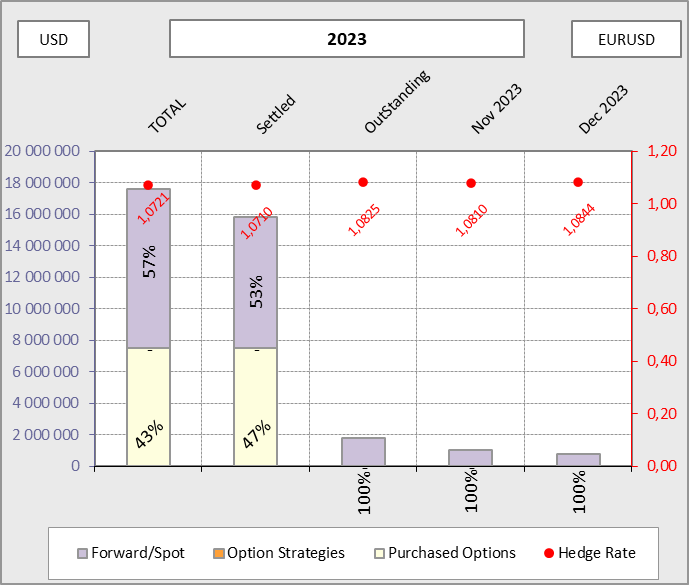 USD
2023
EURUSD
TOTAL
Settled
OutStanding
Nov 2023
Dec 2023
20 000 000
18 000 000
16 000 000
14 000 000
12 000 000
10 000 000
8 000 000
6 000 000
4 000 000
2 000 000
0
1,20
1,00
0,80
0,60
0,40
0,20
0,00
1,0721
1,0710
1,0825
1,0810
1,0844
57%
53%
-
-
43%
47%
-
-
-
100%
100%
100%
Forward/Spot
Option Strategies
Purchased Options
Hedge Rate